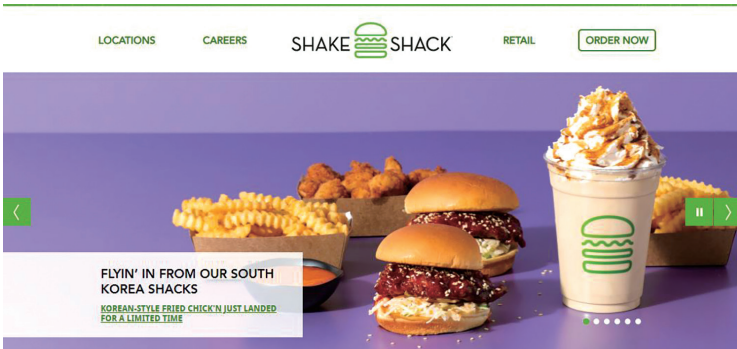 LOCATIONS
CAREERS
SHAKE SHACK
RETAIL
ORDER NOW
FLYIN' IN FROM OUR SOUTH
KOREA SHACKS
KOREAN-STYLE FRIED CHICK'N JUST LANDED
FOR A LIMITED TIME